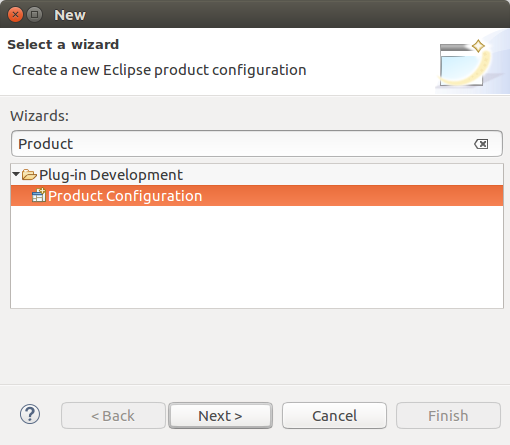 New
Select a wizard
Create a new Eclipse product configuration
Wizards:
Product
Plug-in Development
Product Configuration
? < Back Next > Cancel Finish